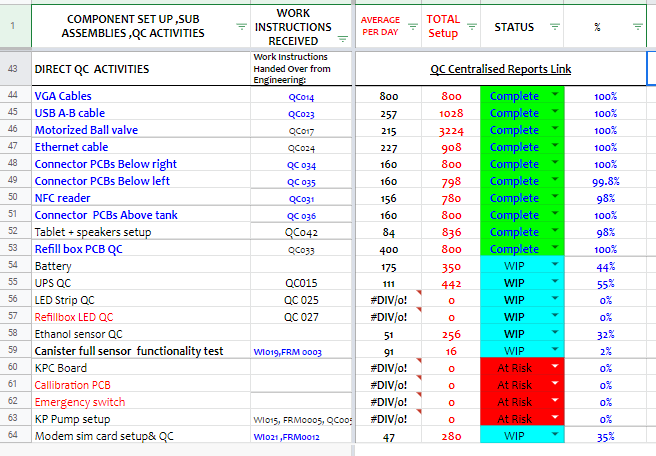 1 COMPONENT SET UP ,SUB ASSEMBLIES ,QC ACTIVITIES WORK INSTRUCTIONS RECEIVED AVERAGE PER DAY TOTAL Setup STATUS %
43 DIRECT QC ACTIVITIES Work Instructions Handed Over from Engineering: QC Centralised Reports Link
44 VGA Cables QC014 800 800 Complete 100%
45 USB A-B cable QC023 257 1028 Complete 100%
46 Motorized Ball valve QC017 215 3224 Complete 100%
47 Ethernet cable QC024 227 908 Complete 100%
48 Connector PCBs Below right QC 034 160 800 Complete 100%
49 Connector PCBs Below left QC 035 160 798 Complete 99.8%
50 NFC reader QC031 156 780 Complete 98%
51 Connector PCBs Above tank QC 036 160 800 Complete 100%
52 Tablet + speakers setup QC042 84 836 Complete 98%
53 Refill box PCB QC QC033 400 800 Complete 100%
54 Battery 175 350 WIP 44%
55 UPS QC QC015 111 442 WIP 55%
56 LED Strip QC QC 025 #DIV/0! 0 WIP 0%
57 Refillbox LED QC QC 027 #DIV/0! 0 WIP 0%
58 Ethanol sensor QC 51 256 WIP 32%
59 Canister full sensor functionality test WI019,FRM 0003 91 16 WIP 2%
60 KPC Board #DIV/0! 0 At Risk 0%
61 Callibration PCB #DIV/0! 0 At Risk 0%
62 Emergency switch #DIV/0! 0 At Risk 0%
63 KP Pump setup WI015, FRM0005, QC005 #DIV/0! 0 At Risk 0%
64 Modem sim card setup& QC WI021 ,FRM0012 47 280 WIP 35%